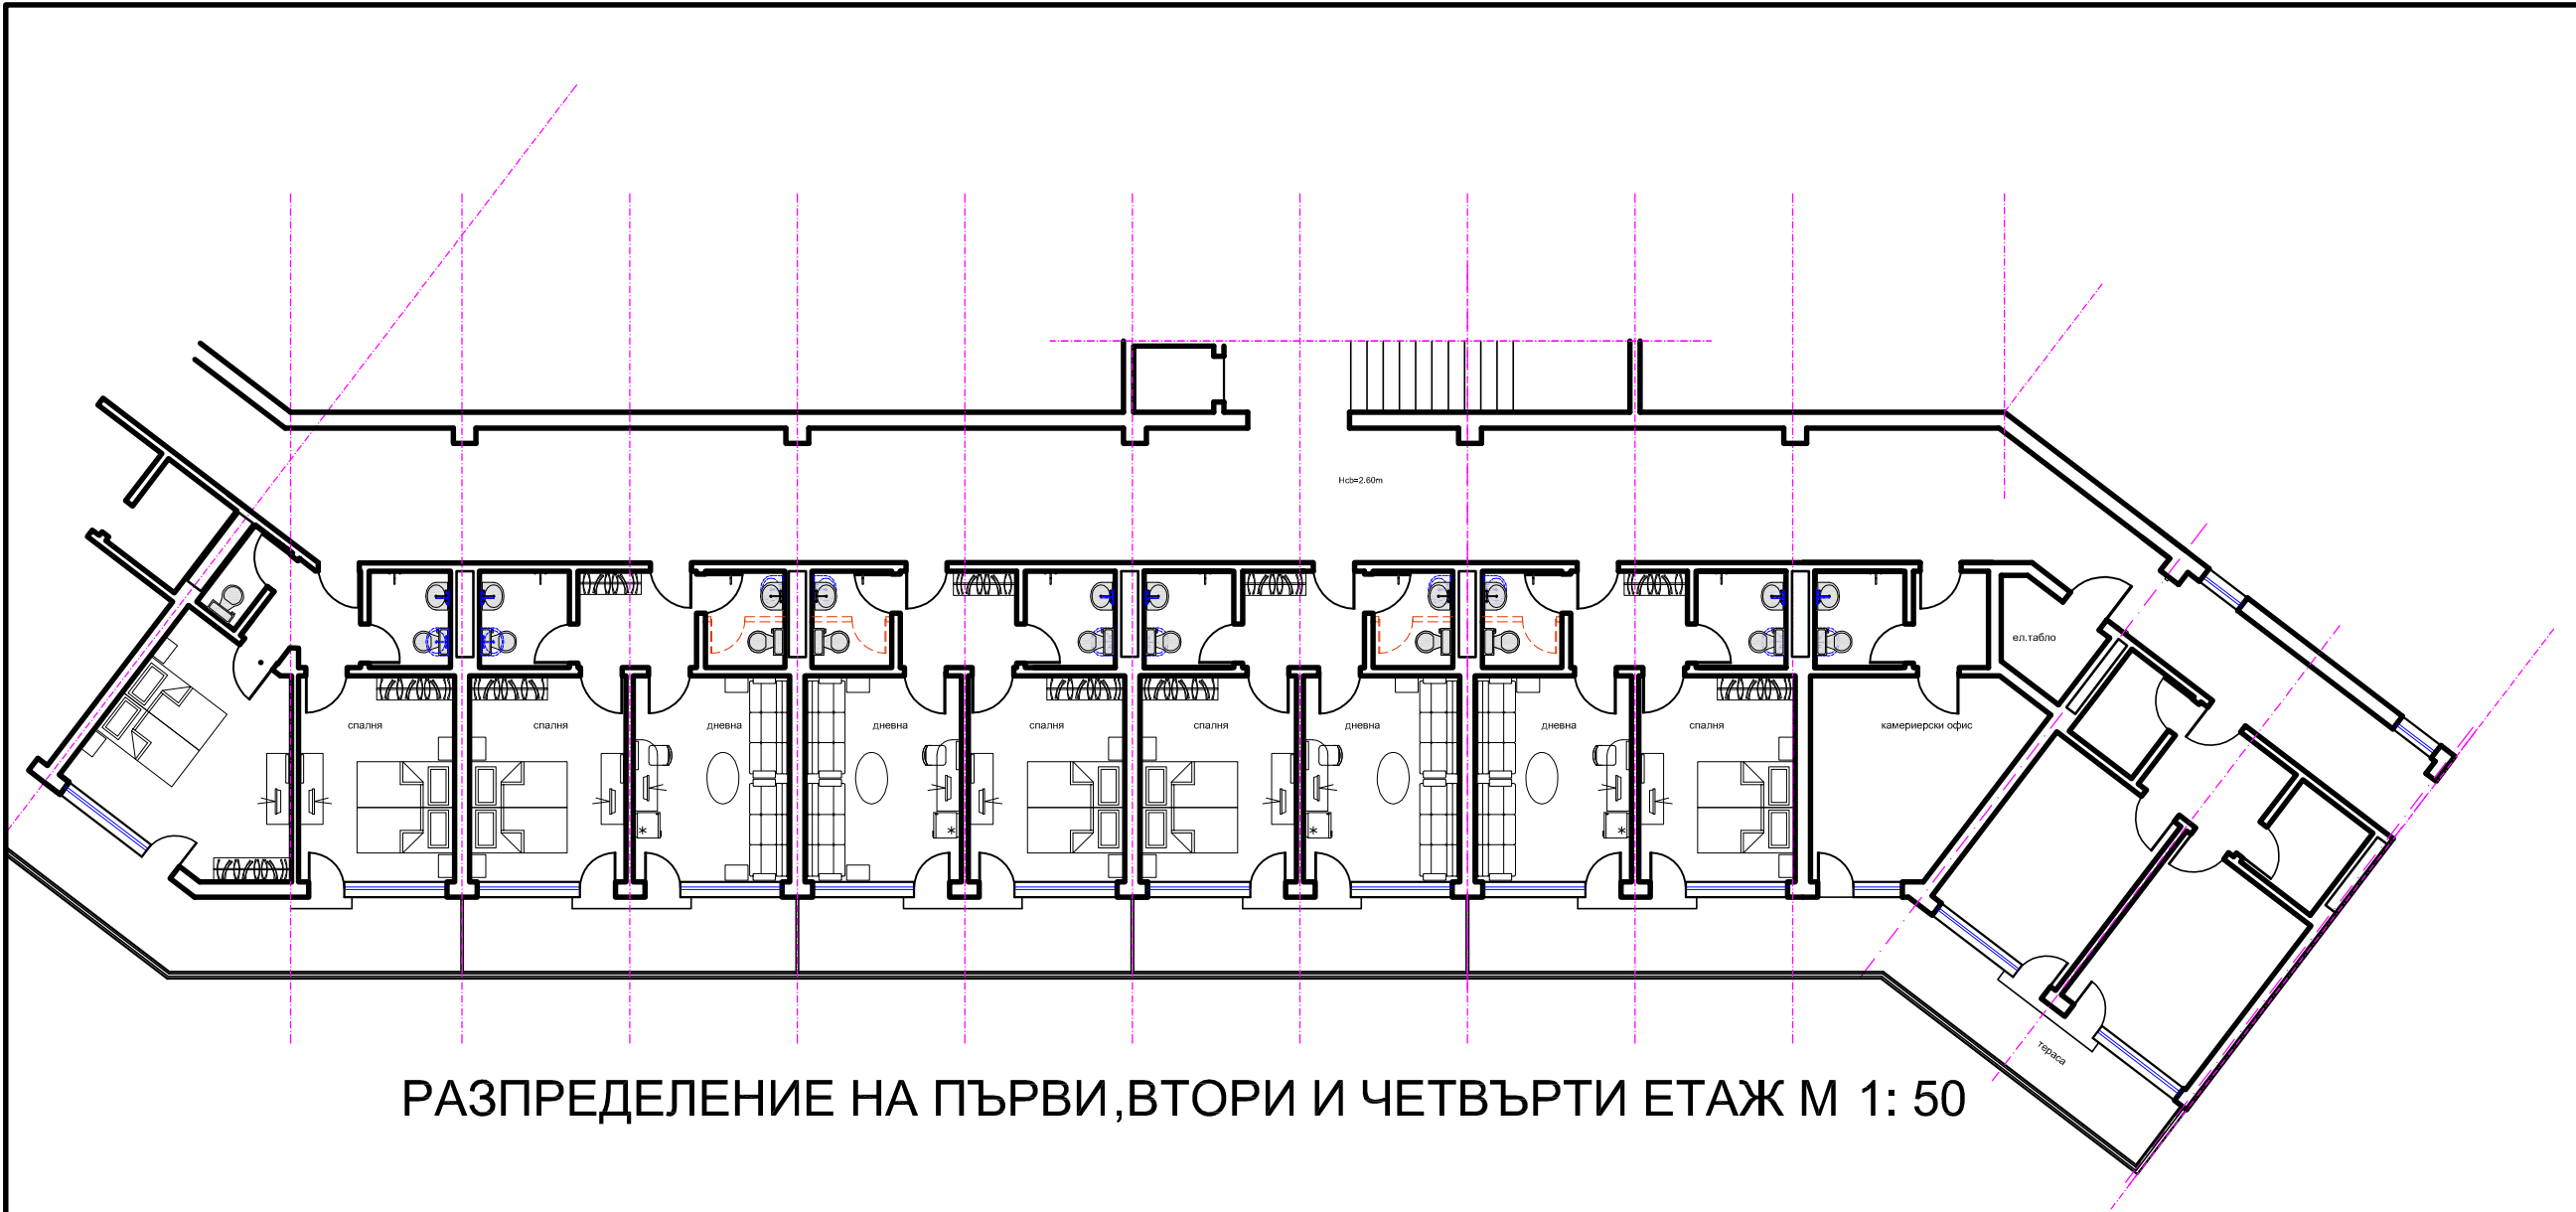 Hсв=2.60m
ел.табло
спалня
спалня
дневна
дневна
спалня
спалня
дневна
дневна
спалня
камериерски офис
тераса
РАЗПРЕДЕЛЕНИЕ НА ПЪРВИ,ВТОРИ И ЧЕТВЪРТИ ЕТАЖ М 1: 50